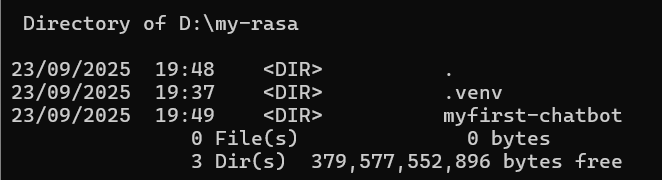 Directory of D:\my-rasa
23/09/2025  19:48    <DIR>          .
23/09/2025  19:37    <DIR>          .venv
23/09/2025  19:49    <DIR>          myfirst-chatbot
               0 File(s)              0 bytes
               3 Dir(s)  379,577,552,896 bytes free